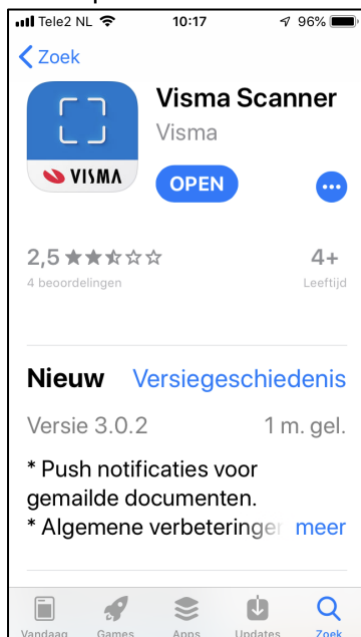 Tele2 NL 10:17 96%
Zoek
Visma Scanner
Visma
VISMA
OPEN
2,5 4+
4 beoordelingen Leeftijd
Nieuw Versiegeschiedenis
Versie 3.0.2 1 m. gel.
* Push notificaties voor
gemailde documenten.
* Algemene verbeteringen meer
Vandaag Games Apps Updates Zoek